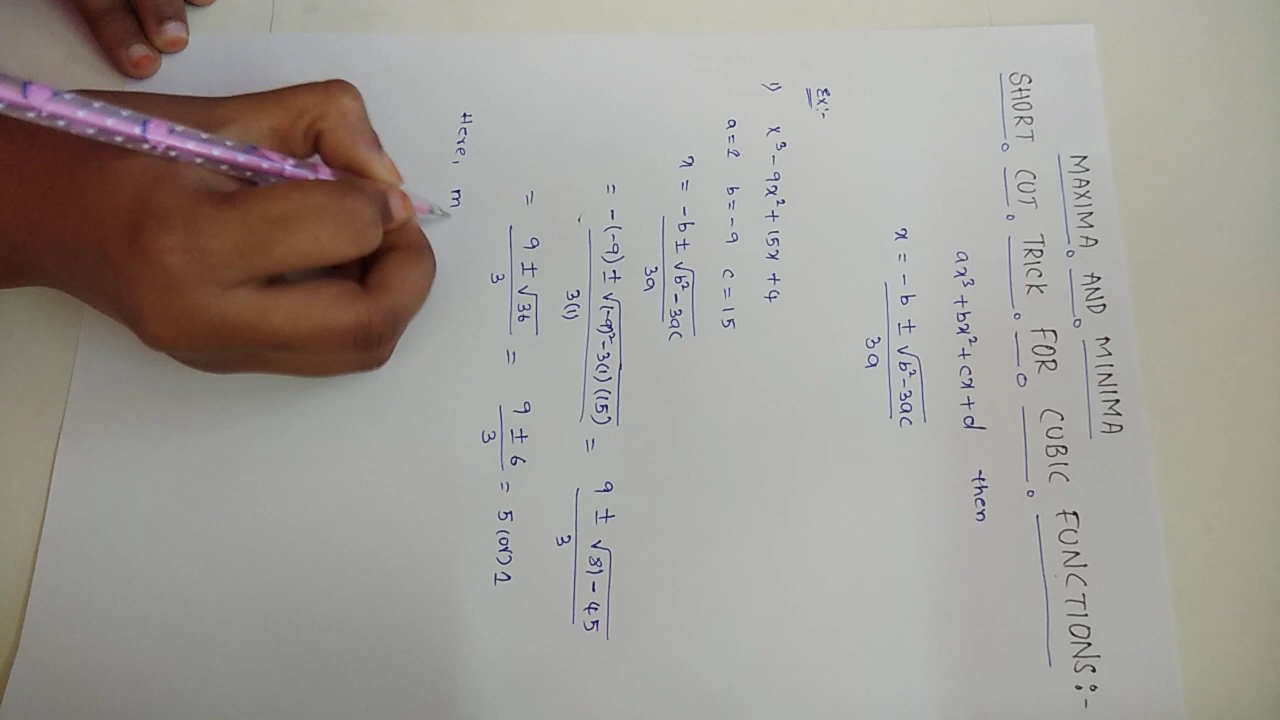 MAXIMA AND MINIMA
SHORT CUT TRICK FOR CUBIC FUNCTIONS:-
ax³ + bx² + cx + d then
x = -b ± √b² - 3ac / 3a
Ex:-
1) x³ - 9x² + 15x + 4
a = 1 b = -9 c = 15
x = -b ± √b² - 3ac / 3a
= -(-9) ± √(-9)² - 3(1)(15) / 3(1) = 9 ± √81 - 45 / 3
= 9 ± √36 / 3 = 9 ± 6 / 3 = 5 (or) 1
Here, m